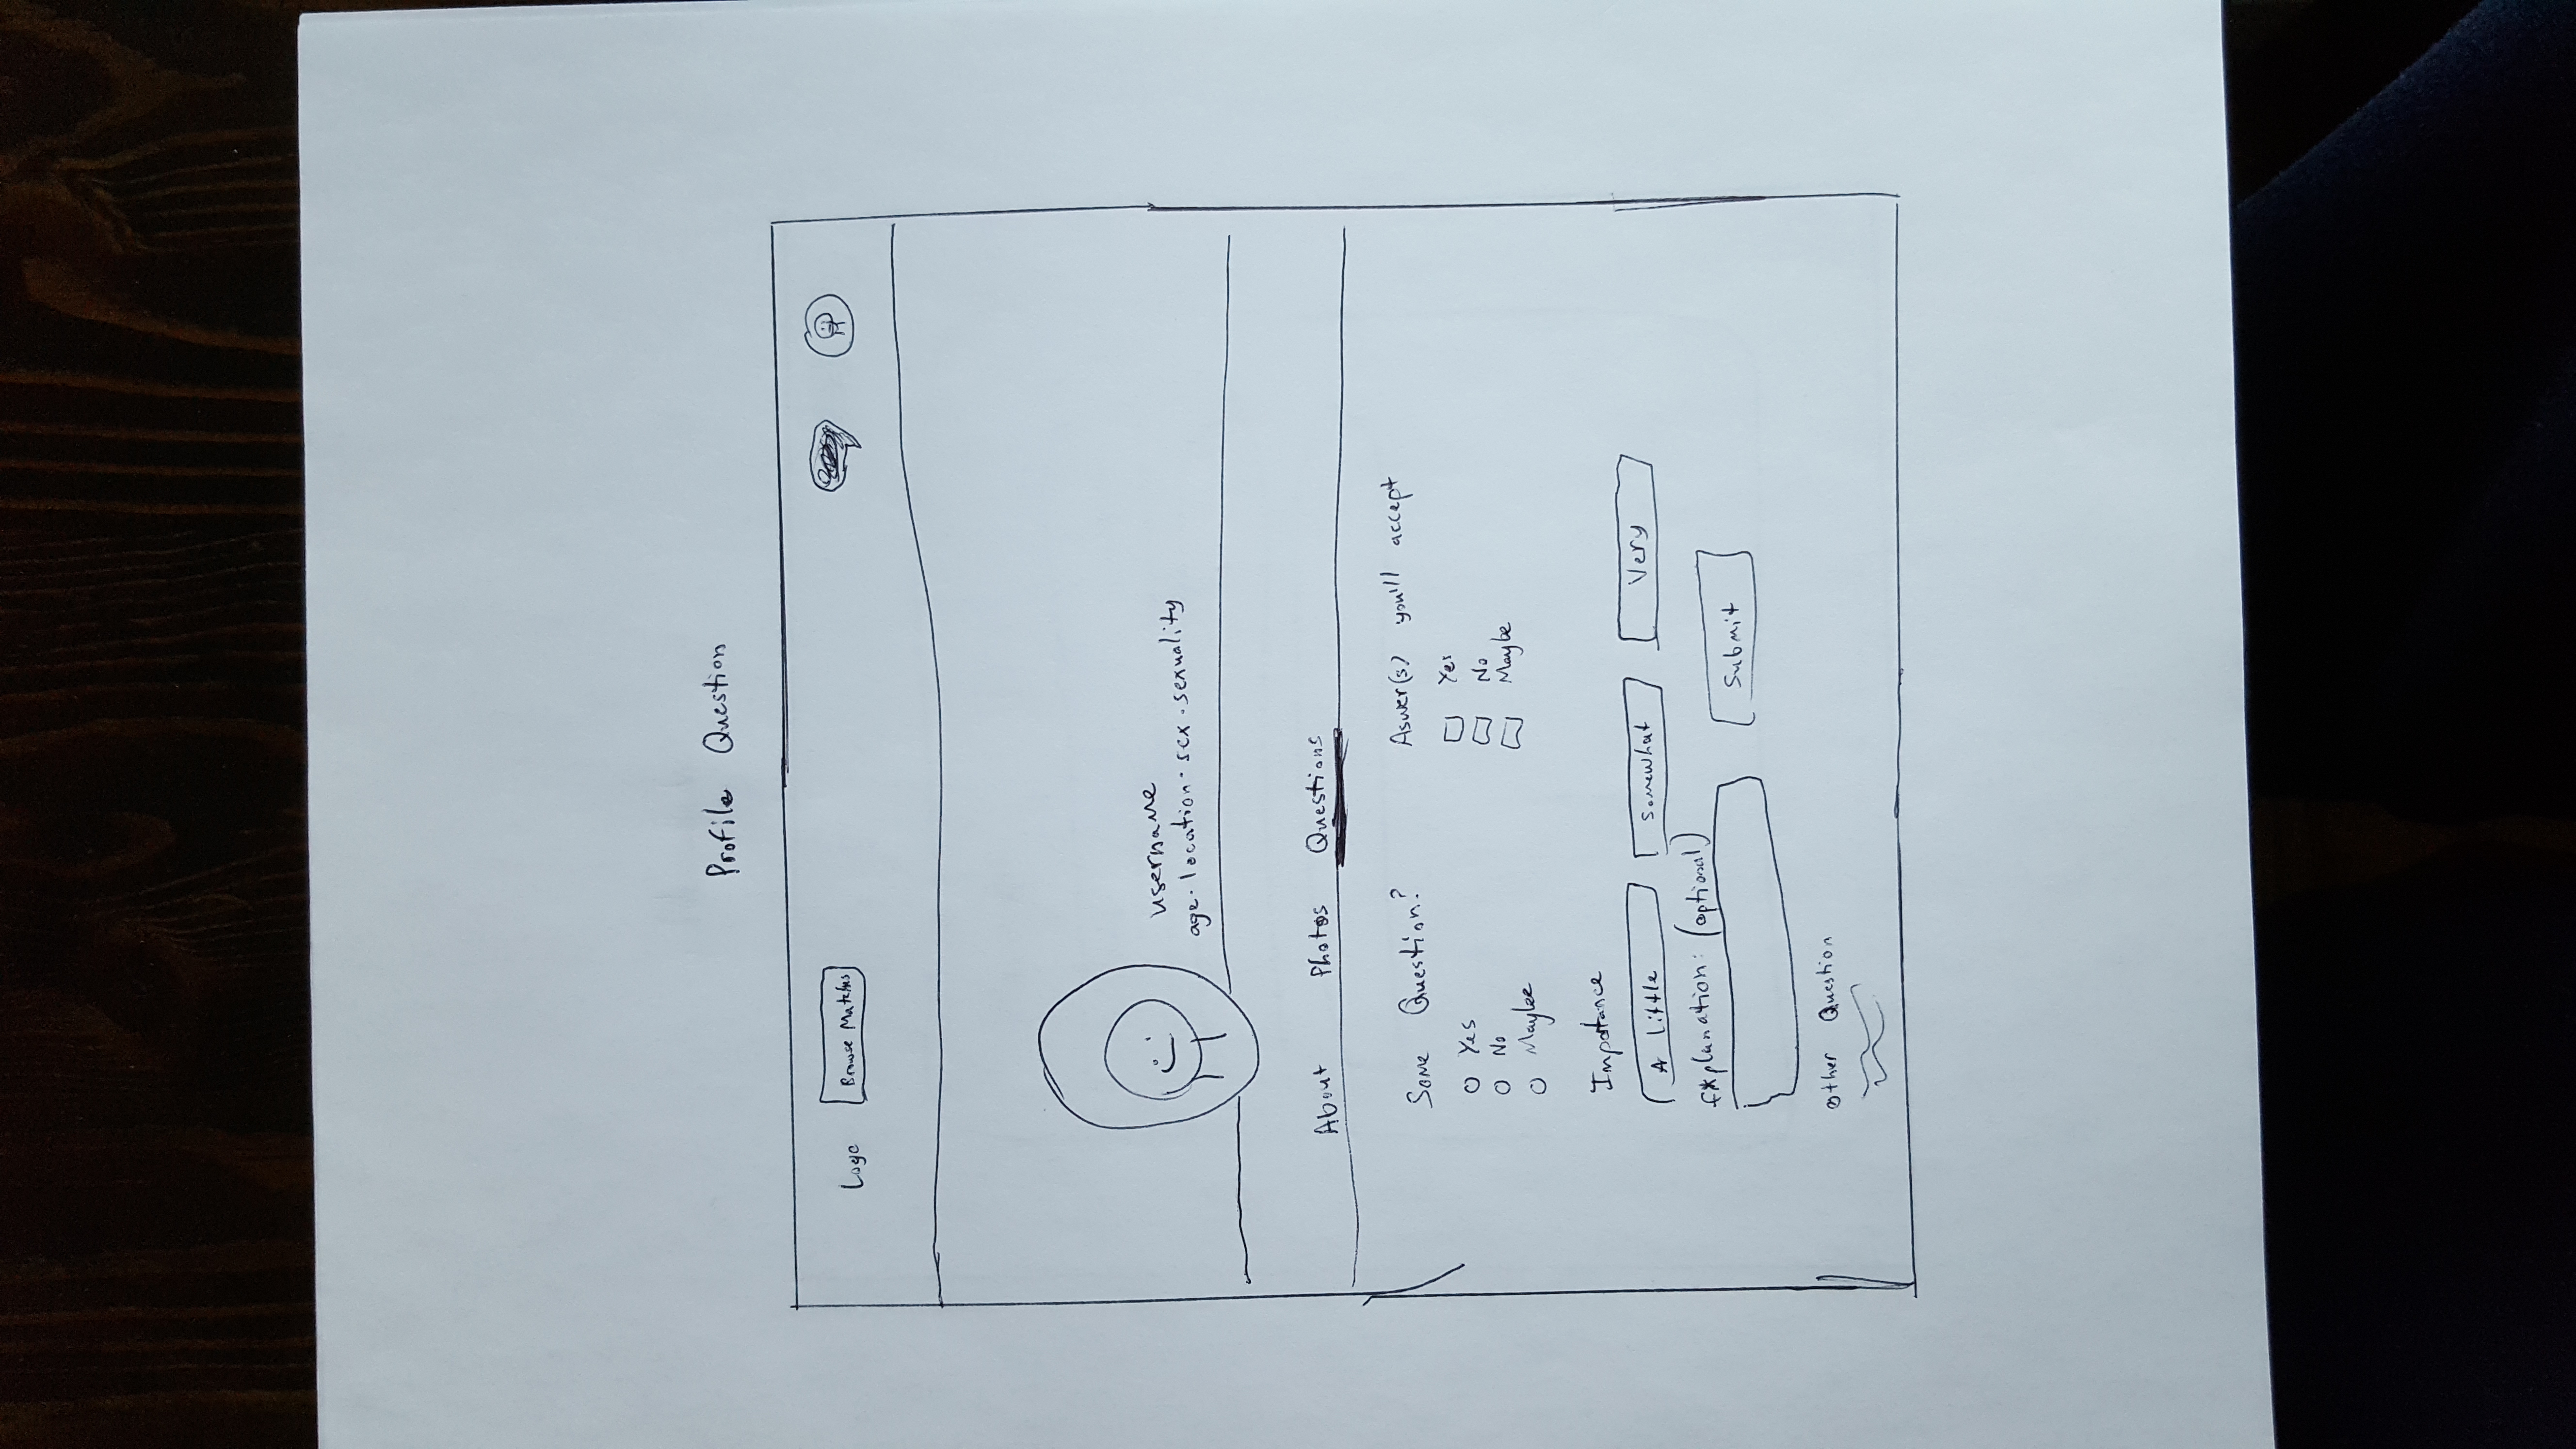 Profile Question
Logo Browse Matches
username
age · location · sex · sexuality
About Photos Questions
Some Question? Aswer(s) you'll accept
Yes Yes
No No
Maybe Maybe
Importance
A little Somewhat Very
Explanation: (optional)
Submit
Other Question